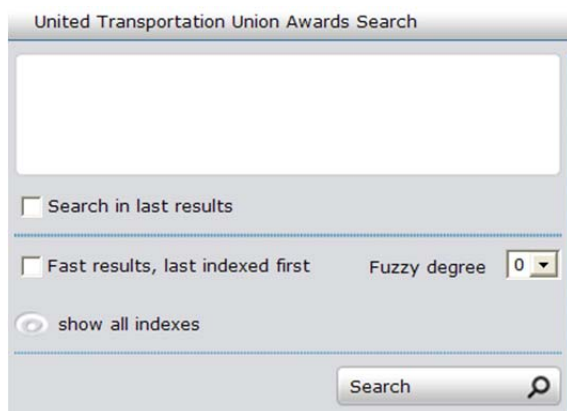 United Transportation Union Awards Search
Search in last results
Fast results, last indexed first Fuzzy degree 0
show all indexes
Search